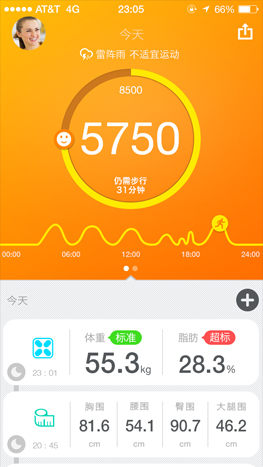 AT&T 4G 23:05 66%
今天
雷阵雨 不适宜运动
8500
5750
仍需步行
31分钟
00:00 06:00 12:00 20:44 24:00
今天
体重 标准 脂肪 超标
55.3kg 28.3%
23:01
胸围 腰围 臀围 大腿围
81.6 54.1 90.7 46.2
cm cm cm cm
20:45